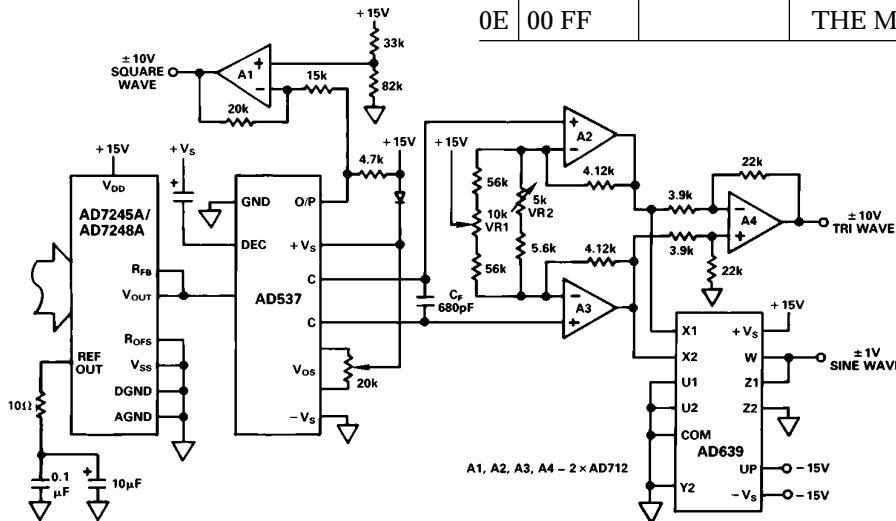 0E 00 FF THE M
+15V
33k
82k
±10V
SQUARE
WAVE
A1
+
−
15k
20k
+15V
VDD
AD7245A/
AD7248A
RFB
VOUT
ROFS
VSS
DGND
AGND
REF
OUT
10Ω
0.1
µF
+
10µF
+VS
+
GND
DEC
AD537
O/P
+VS
C
C
VOS
−VS
4.7k
+15V
20k
CF
680pF
+15V
56k
10k
VR1
56k
5k
VR2
5.6k
+
−
A2
4.12k
4.12k
−
+
A3
3.9k
3.9k
22k
−
+
A4
22k
±10V
TRI WAVE
+15V
X1
X2
U1
U2
COM
Y2
+VS
W
Z1
Z2
AD639
UP
−VS
±1V
SINE WAVE
−15V
−15V
A1, A2, A3, A4 – 2 × AD712